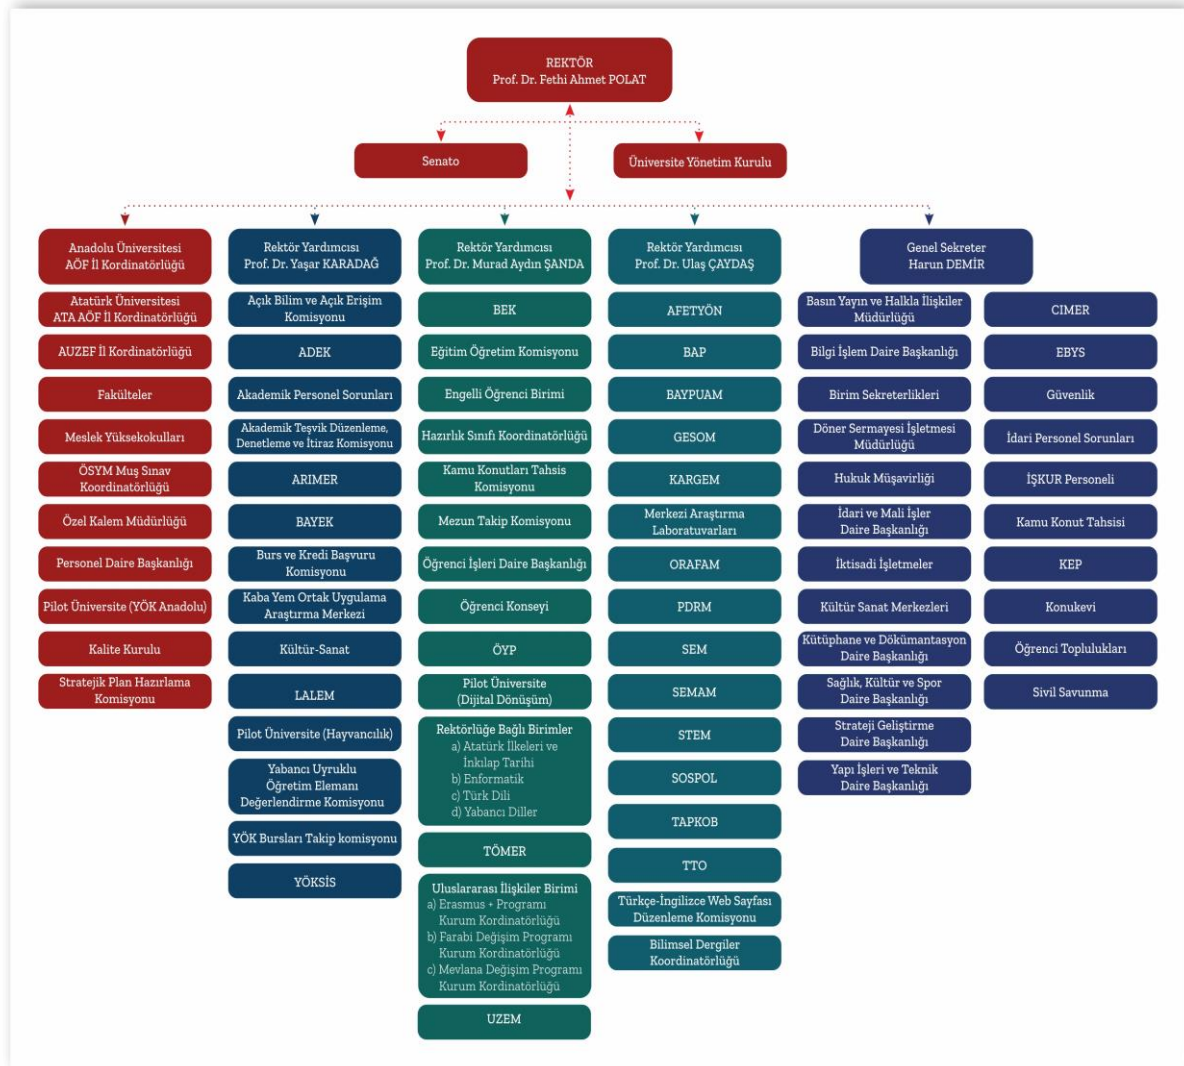 REKTÖR
Prof. Dr. Fethi Ahmet POLAT
Senato
Üniversite Yönetim Kurulu
Anadolu Üniversitesi
AÖF İl Kordinatörlüğü
Atatürk Üniversitesi
ATA AÖF İl Kordinatörlüğü
AUZEF İl Kordinatörlüğü
Fakülteler
Meslek Yüksekokulları
ÖSYM Muş Sınav
Koordinatörlüğü
Özel Kalem Müdürlüğü
Personel Daire Başkanlığı
Pilot Üniversite (YÖK Anadolu)
Kalite Kurulu
Stratejik Plan Hazırlama
Komisyonu
Rektör Yardımcısı
Prof. Dr. Yaşar KARADAĞ
Açık Bilim ve Açık Erişim
Komisyonu
ADEK
Akademik Personel Sorunları
Akademik Teşvik Düzenleme,
Denetleme ve İtiraz Komisyonu
ARIMER
BAYEK
Burs ve Kredi Başvuru
Komisyonu
Kaba Yem Ortak Uygulama
Araştırma Merkezi
Kültür-Sanat
LALEM
Pilot Üniversite (Hayvancılık)
Yabancı Uyruklu
Öğretim Elemanı
Değerlendirme Komisyonu
YÖK Bursları Takip komisyonu
YÖKSİS
Rektör Yardımcısı
Prof. Dr. Murad Aydın ŞANDA
BEK
Eğitim Öğretim Komisyonu
Engelli Öğrenci Birimi
Hazırlık Sınıfı Koordinatörlüğü
Kamu Konutları Tahsis
Komisyonu
Mezun Takip Komisyonu
Öğrenci İşleri Daire Başkanlığı
Öğrenci Konseyi
ÖYP
Pilot Üniversite
(Dijital Dönüşüm)
Rektörlüğe Bağlı Birimler
a) Atatürk İlkeleri ve
İnkılap Tarihi
b) Enformatik
c) Türk Dili
d) Yabancı Diller
TÖMER
Uluslararası İlişkiler Birimi
a) Erasmus + Programı
Kurum Kordinatörlüğü
b) Farabi Değişim Programı
Kurum Kordinatörlüğü
c) Mevlana Değişim Programı
Kurum Kordinatörlüğü
UZEM
Rektör Yardımcısı
Prof. Dr. Ulaş ÇAYDAŞ
AFETYÖN
BAP
BAYPUAM
GESOM
KARGEM
Merkezi Araştırma
Laboratuvarları
ORAFAM
PDRM
SEM
SEMAM
STEM
SOSPOL
TAPKOB
TTO
Türkçe-İngilizce Web Sayfası
Düzenleme Komisyonu
Bilimsel Dergiler
Koordinatörlüğü
Genel Sekreter
Harun DEMİR
Basın Yayın ve Halkla İlişkiler
Müdürlüğü
Bilgi İşlem Daire Başkanlığı
Birim Sekreterlikleri
Döner Sermayesi İşletmesi
Müdürlüğü
Hukuk Müşavirliği
İdari ve Mali İşler
Daire Başkanlığı
İktisadi İşletmeler
Kültür Sanat Merkezleri
Kütüphane ve Dökümantasyon
Daire Başkanlığı
Sağlık, Kültür ve Spor
Daire Başkanlığı
Strateji Geliştirme
Daire Başkanlığı
Yapı İşleri ve Teknik
Daire Başkanlığı
CIMER
EBYS
Güvenlik
İdari Personel Sorunları
İŞKUR Personeli
Kamu Konut Tahsisi
KEP
Konukevi
Öğrenci Toplulukları
Sivil Savunma